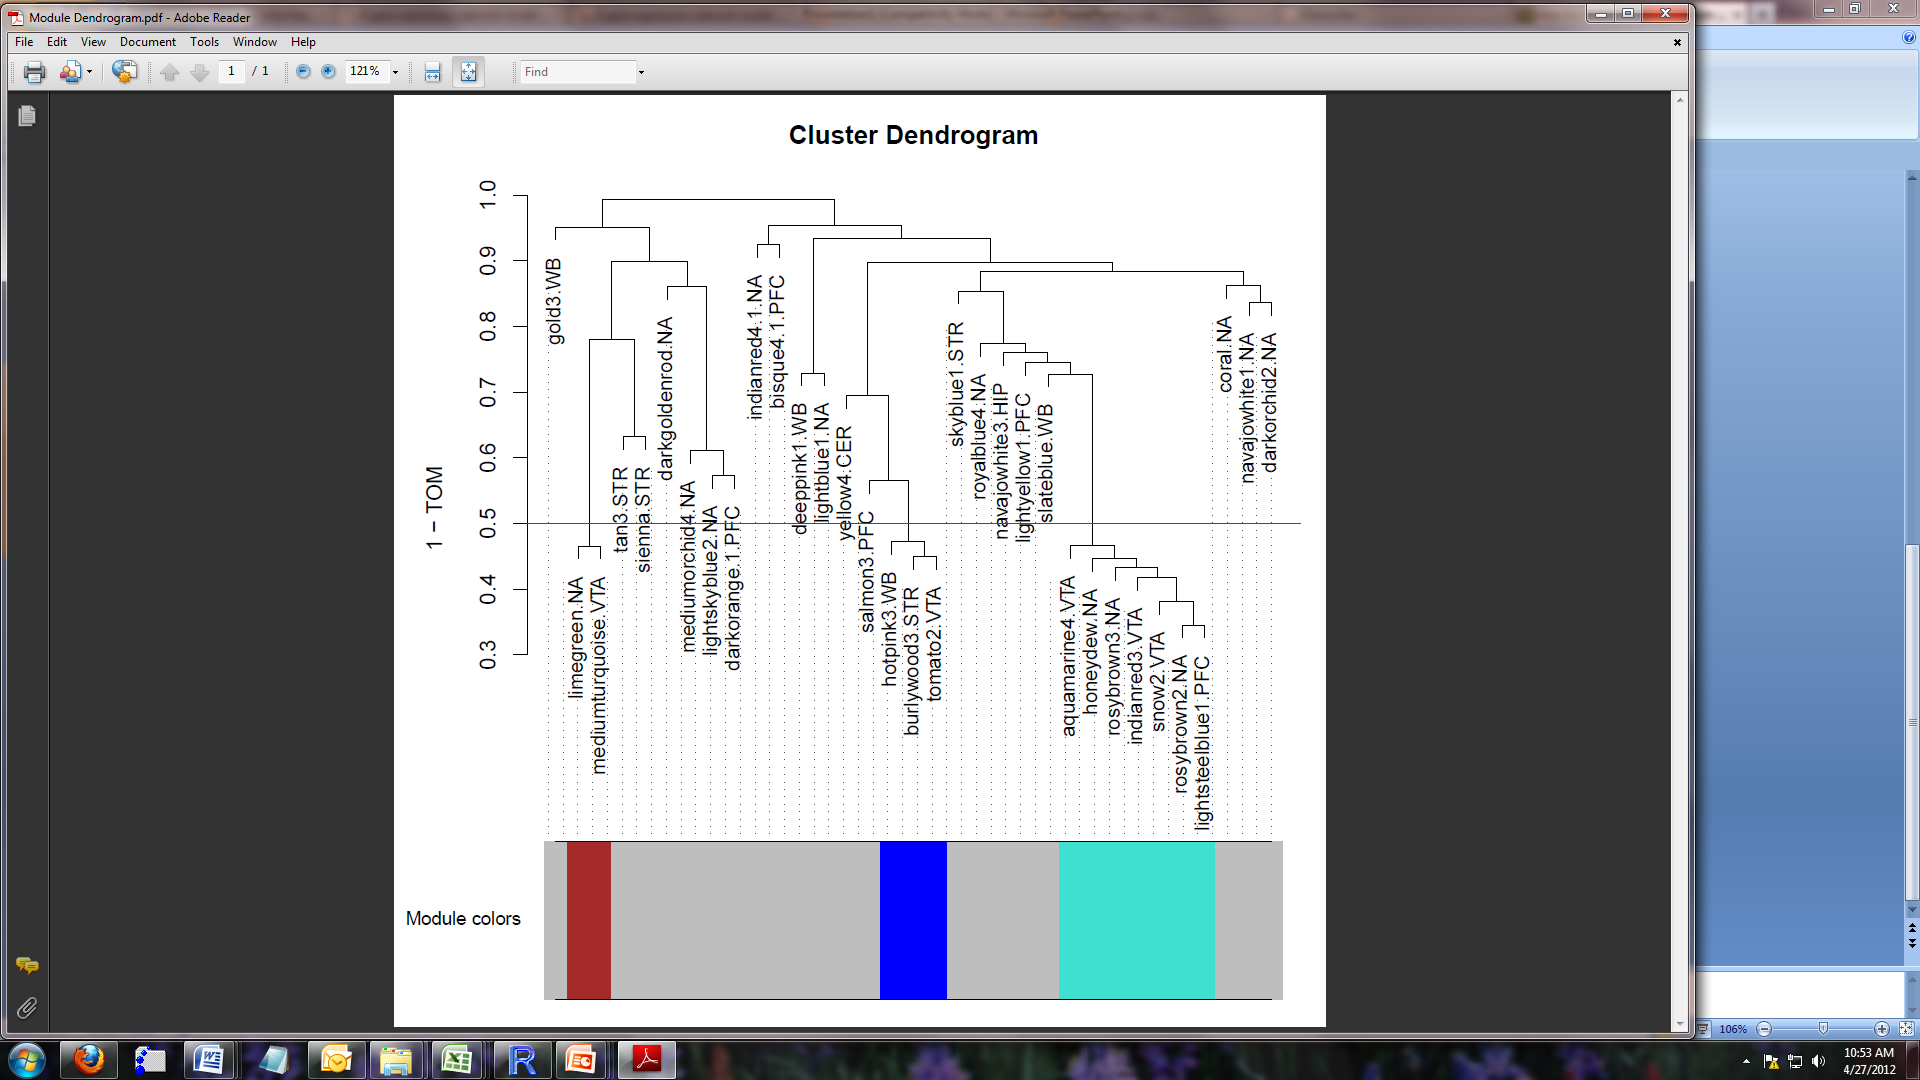 Module Dendrogram.pdf - Adobe Reader
File Edit View Document Tools Window Help
1 / 1 121% Find
Cluster Dendrogram
1 − TOM
1.0
0.9
0.8
0.7
0.6
0.5
0.4
0.3
gold3.WB
limegreen.NA
mediumturquoise.VTA
tan3.STR
sienna.STR
darkgoldenrod.NA
mediumorchid4.NA
lightskyblue2.NA
darkorange.1.PFC
indianred4.1.NA
bisque4.1.PFC
deeppink1.WB
lightblue1.NA
yellow4.CER
salmon3.PFC
hotpink3.WB
burlywood3.STR
tomato2.VTA
skyblue1.STR
royalblue4.NA
navajowhite3.HIP
lightyellow1.PFC
slateblue.WB
aquamarine4.VTA
honeydew.NA
rosybrown3.NA
indianred3.VTA
snow2.VTA
rosybrown2.NA
lightsteelblue1.PFC
coral.NA
navajowhite1.NA
darkorchid2.NA
Module colors
106%
10:53 AM
4/27/2012